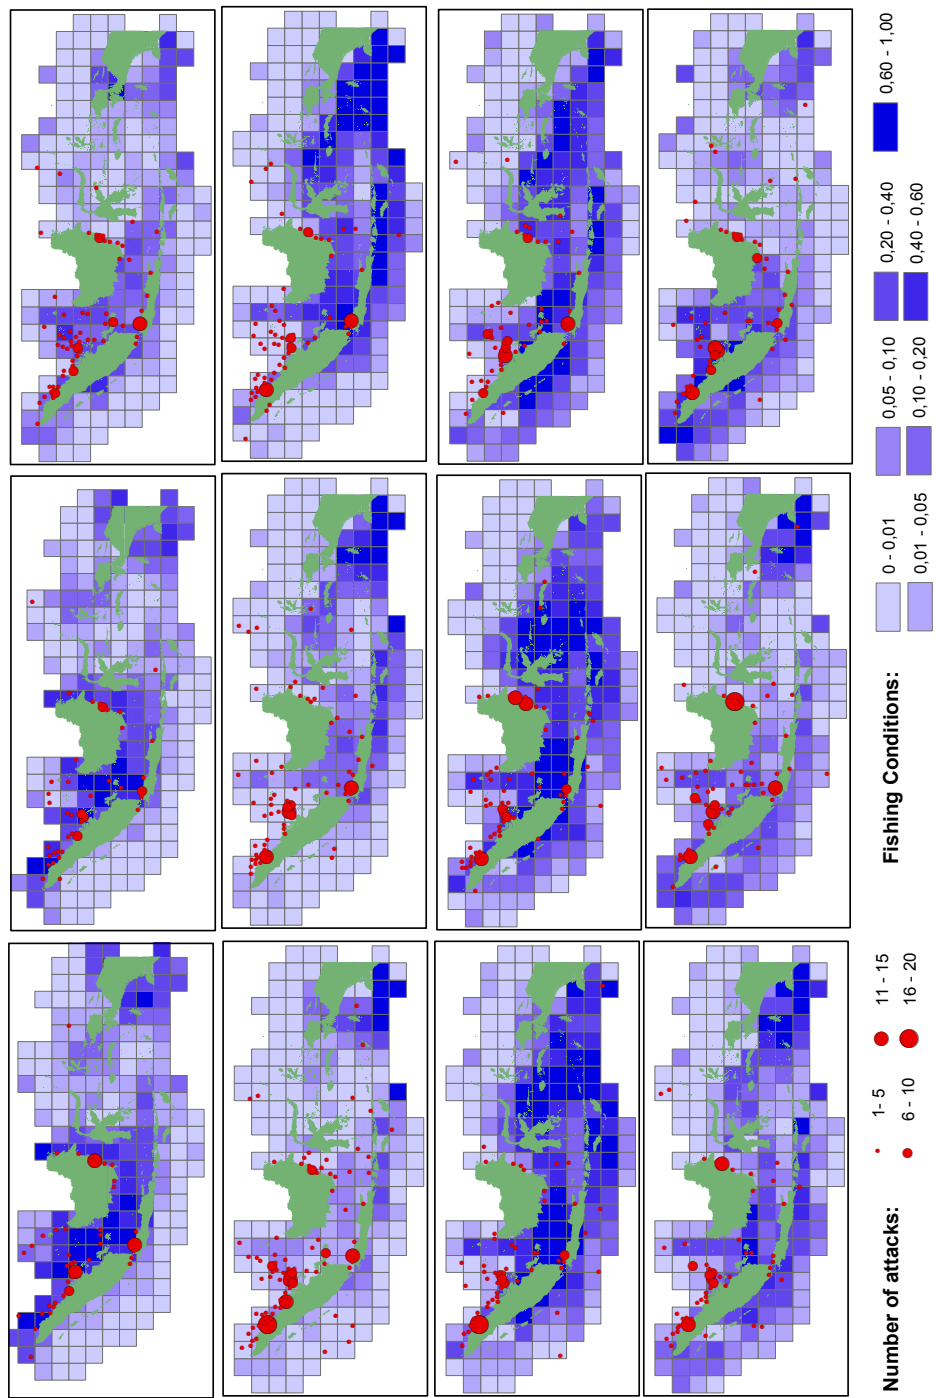 Number of attacks:
1 - 5
11 - 15
6 - 10
16 - 20
Fishing Conditions:
0 - 0,01
0,05 - 0,10
0,20 - 0,40
0,60 - 1,00
0,01 - 0,05
0,10 - 0,20
0,40 - 0,60